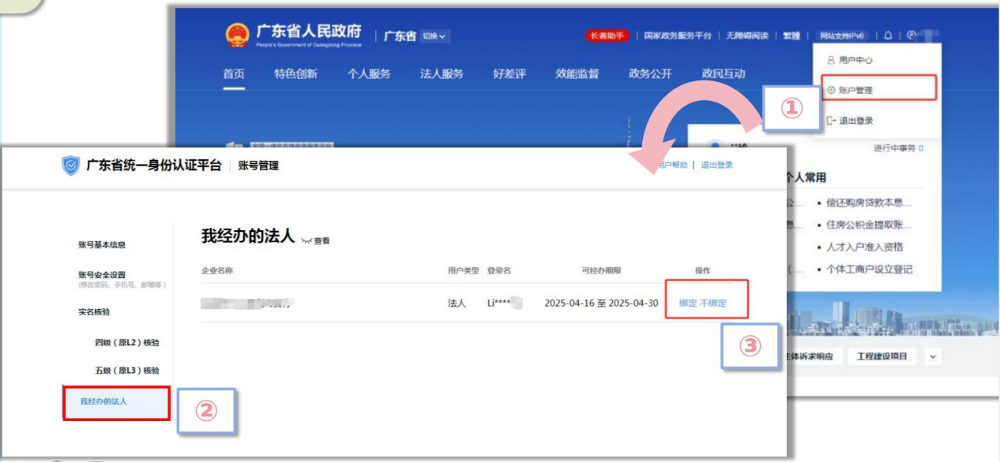 广东省人民政府
People's Government of Guangdong Province
广东省 切换
长者助手 | 国家政务服务平台 | 无障碍阅读 | 繁體 | 网站支持IPv6
首页 特色创新 个人服务 法人服务 好差评 效能监督 政务公开 政民互动
用户中心
账户管理
退出登录
①
进行中事务 0
个人常用
偿还购房贷款本息...
住房公积金提取账...
人才入户准入资格
个体工商户设立登记
主体诉求响应 工程建设项目
广东省统一身份认证平台 账号管理
用户帮助 | 退出登录
账号基本信息
账号安全设置
(修改密码、手机号、邮箱等)
实名核验
四级(原L2)核验
五级(原L3)核验
我经办的法人
②
我经办的法人 查看
企业名称 用户类型 登录名 可经办期限 操作
法人 Li**** 2025-04-16 至 2025-04-30 绑定 不绑定
③